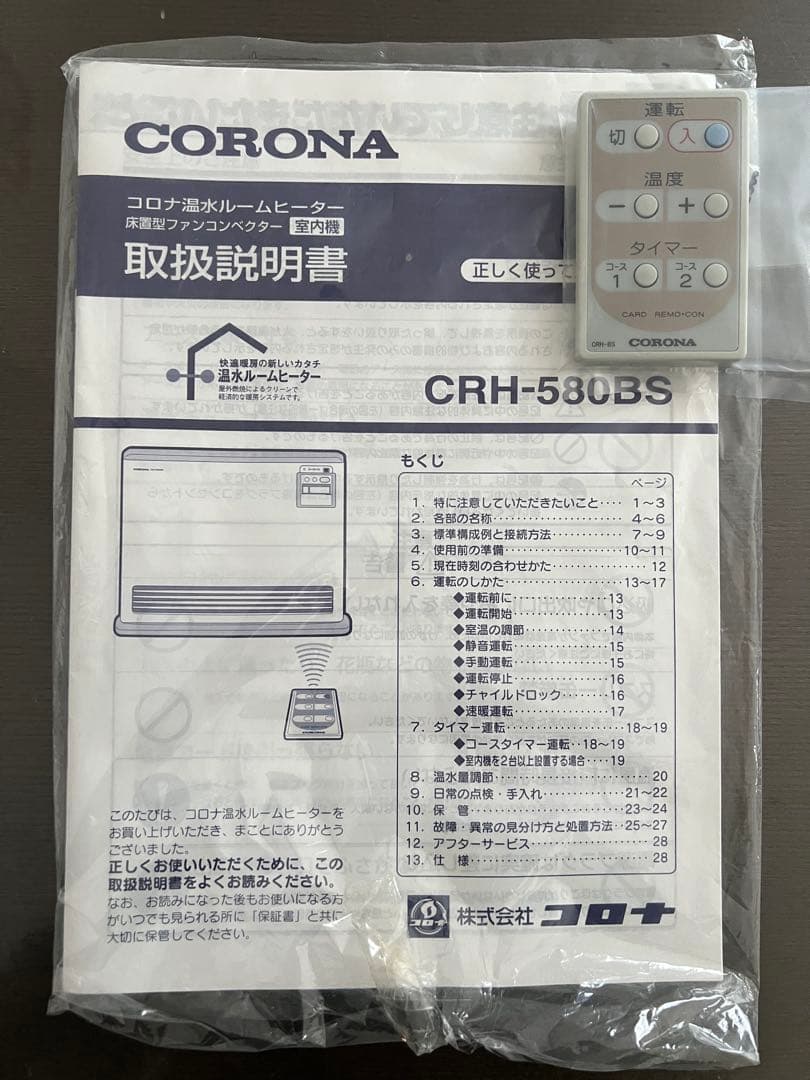 CORONA
コロナ温水ルームヒーター
床置型ファンコンベクター 室内機
取扱説明書
正しく使って
運転
切 入
温度
− +
タイマー
コース 1 コース 2
CARD REMO・CON
CRH-BS CORONA
快適暖房の新しいカタチ
温水ルームヒーター
屋外燃焼によるクリーンで
経済的な暖房システムです。
CRH-580BS
もくじ
ページ
1. 特に注意していただきたいこと‥‥ 1〜3
2. 各部の名称‥‥‥‥‥‥‥‥‥‥ 4〜6
3. 標準構成例と接続方法‥‥‥‥‥ 7〜9
4. 使用前の準備‥‥‥‥‥‥‥‥10〜11
5. 現在時刻の合わせかた‥‥‥‥‥‥ 12
6. 運転のしかた‥‥‥‥‥‥‥‥13〜17
◆運転前に‥‥‥‥‥‥‥13
◆運転開始‥‥‥‥‥‥‥13
◆室温の調節‥‥‥‥‥‥14
◆静音運転‥‥‥‥‥‥‥15
◆手動運転‥‥‥‥‥‥‥15
◆運転停止‥‥‥‥‥‥‥16
◆チャイルドロック‥‥‥16
◆速暖運転‥‥‥‥‥‥‥17
7. タイマー運転‥‥‥‥‥‥‥‥18〜19
◆コースタイマー運転‥18〜19
◆室内機を2台以上設置する場合‥‥19
8. 温水量調節‥‥‥‥‥‥‥‥‥‥‥20
9. 日常の点検・手入れ‥‥‥‥‥21〜22
10. 保 管‥‥‥‥‥‥‥‥‥‥23〜24
11. 故障・異常の見分け方と処置方法‥25〜27
12. アフターサービス‥‥‥‥‥‥‥‥28
13. 仕 様‥‥‥‥‥‥‥‥‥‥‥‥28
このたびは、コロナ温水ルームヒーターを
お買い上げいただき、まことにありがとう
ございました。
正しくお使いいただくために、この
取扱説明書をよくお読みください。
なお、お読みになった後もお使いになる方
がいつでも見られる所に「保証書」と共に
大切に保管してください。
コロナ 株式会社 コロナ